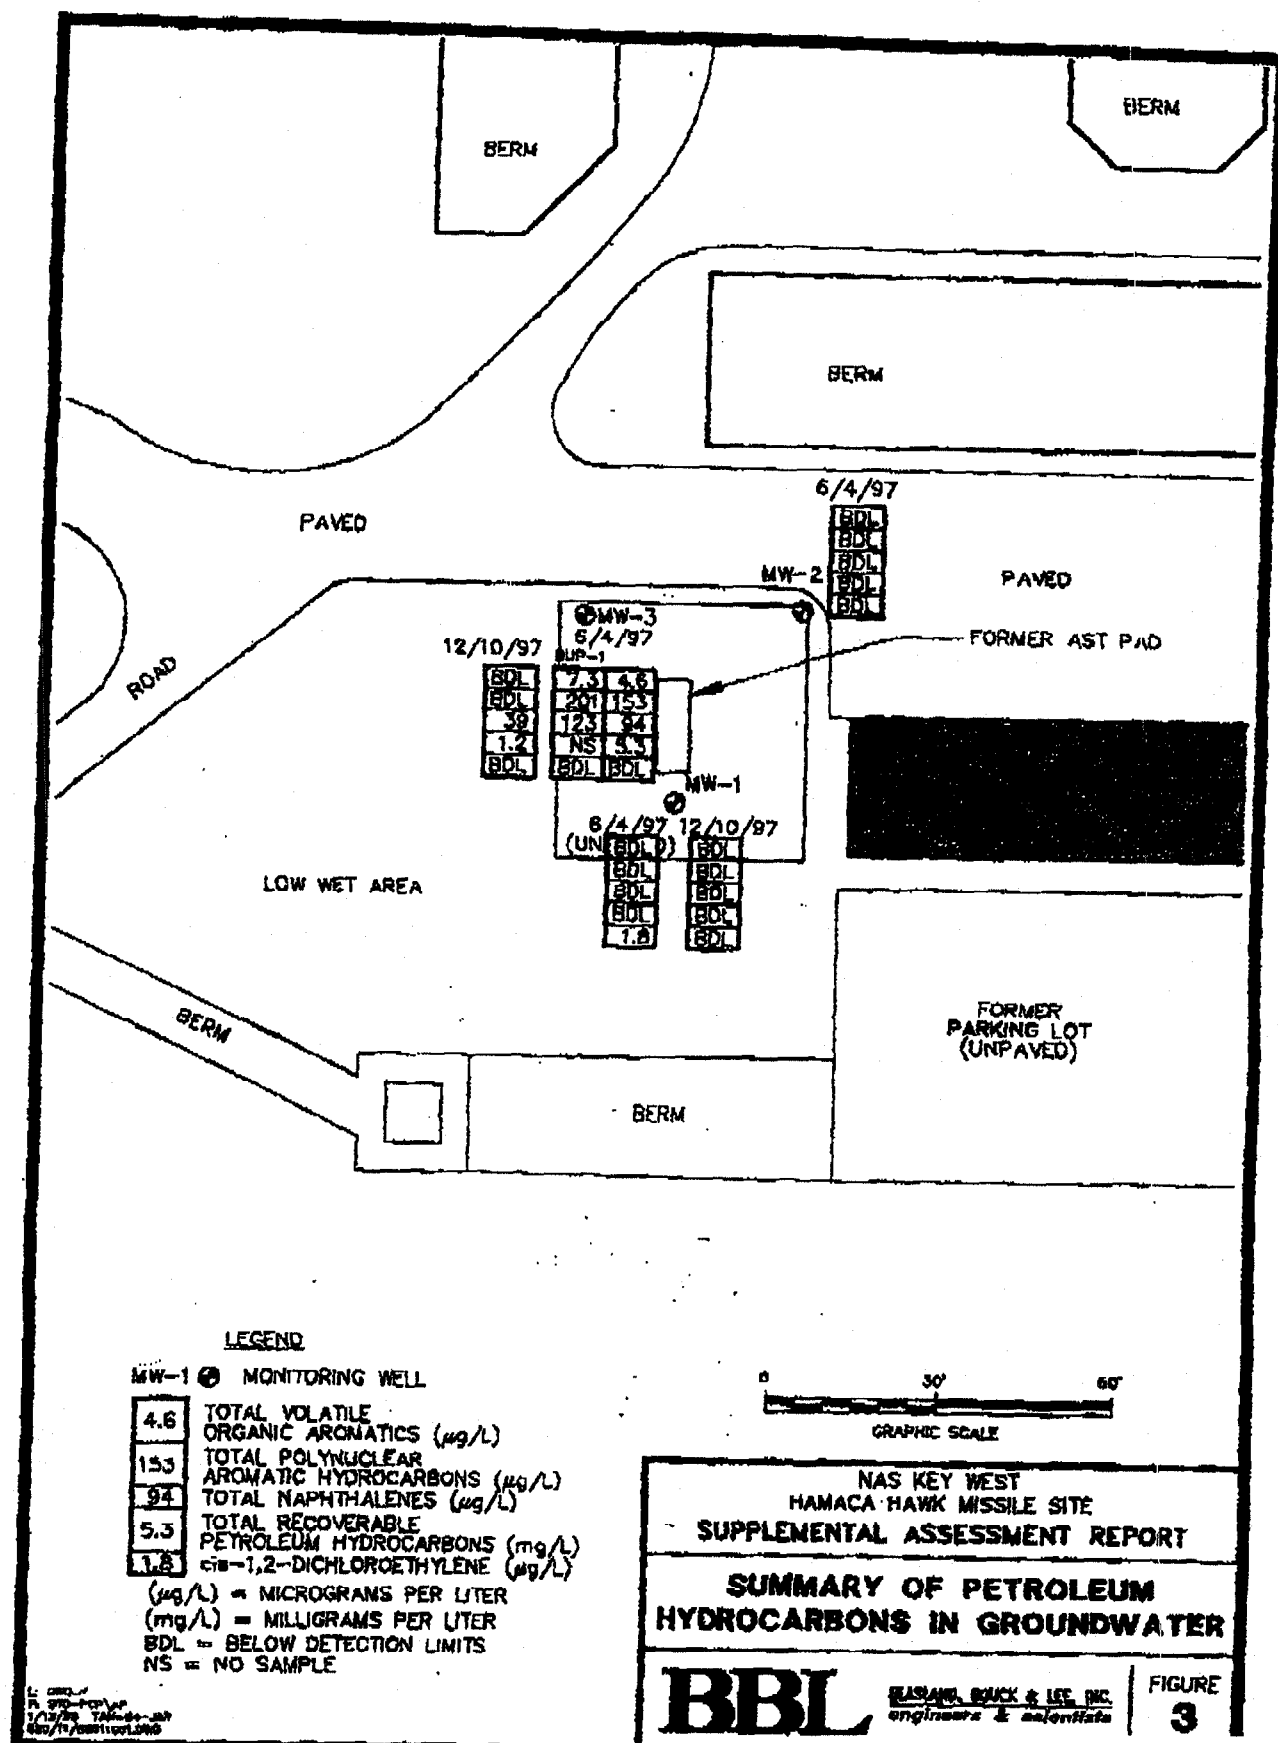 BERM
BERM
BERM
6/4/97
BDL
BDL
BDL
BDL
BDL
PAVED
MW-2
PAVED
MW-3
6/4/97
DUP-1
12/10/97
FORMER AST PAD
ROAD
BDL 7.3 4.6
BDL 201 153
39 123 94
1.2 NS 5.3
BDL BDL BDL
MW-1
6/4/97 12/10/97
(UN
BDL BDL
BDL BDL
BDL BDL
BDL BDL
1.8 BDL
LOW WET AREA
BERM
FORMER
PARKING LOT
(UNPAVED)
BERM
LEGEND
MW-1 MONITORING WELL
4.6 TOTAL VOLATILE
ORGANIC AROMATICS (µg/L)
153 TOTAL POLYNUCLEAR
AROMATIC HYDROCARBONS (µg/L)
94 TOTAL NAPHTHALENES (µg/L)
5.3 TOTAL RECOVERABLE
PETROLEUM HYDROCARBONS (mg/L)
1.8 cis-1,2-DICHLOROETHYLENE (µg/L)
(µg/L) = MICROGRAMS PER LITER
(mg/L) = MILLIGRAMS PER LITER
BDL = BELOW DETECTION LIMITS
NS = NO SAMPLE
0 30' 60'
GRAPHIC SCALE
NAS KEY WEST
HAMACA HAWK MISSILE SITE
SUPPLEMENTAL ASSESSMENT REPORT
SUMMARY OF PETROLEUM
HYDROCARBONS IN GROUNDWATER
BBL
BLASLAND, BOUCK & LEE, INC.
engineers & scientists
FIGURE
3